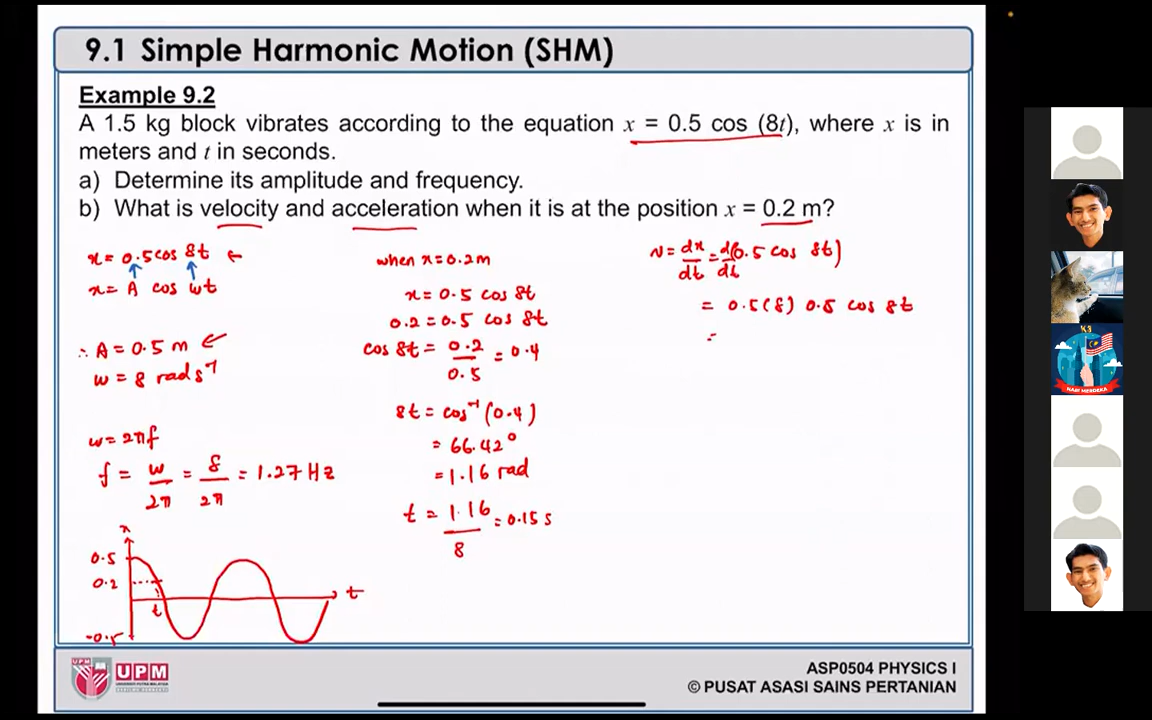 9.1 Simple Harmonic Motion (SHM)
Example 9.2
A 1.5 kg block vibrates according to the equation x = 0.5 cos (8t), where x is in
meters and t in seconds.
a) Determine its amplitude and frequency.
b) What is velocity and acceleration when it is at the position x = 0.2 m?
x = 0.5 cos 8t ←
x = A cos ωt
∴ A = 0.5 m ←
ω = 8 rad s⁻¹
ω = 2πf
f = ω/2π = 8/2π = 1.27 Hz
x
0.5
0.2
t
t
-0.5
when x = 0.2 m
x = 0.5 cos 8t
0.2 = 0.5 cos 8t
cos 8t = 0.2/0.5 = 0.4
8t = cos⁻¹ (0.4)
= 66.42°
= 1.16 rad
t = 1.16/8 = 0.15 s
v = dx/dt = d(0.5 cos 8t)/dt
= 0.5(8) 0.5 cos 8t
=
UPM
ASP0504 PHYSICS I
© PUSAT ASASI SAINS PERTANIAN
HARI MERDEKA